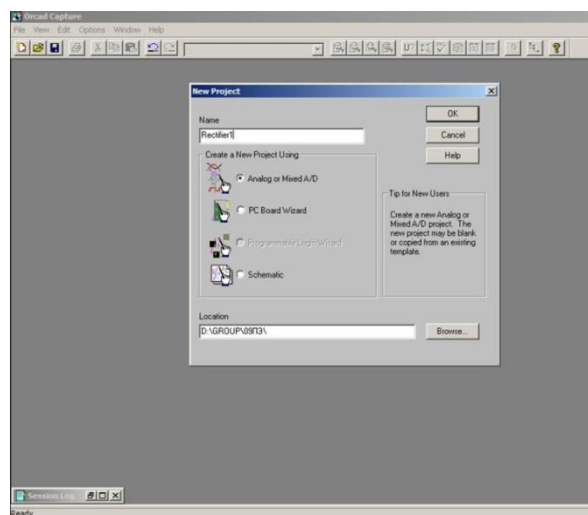 Orcad Capture
File View Edit Options Window Help
New Project
Name
Rectifier1
OK
Cancel
Help
Create a New Project Using
Analog or Mixed A/D
PC Board Wizard
Programmable Logic Wizard
Schematic
Tip for New Users
Create a new Analog or
Mixed A/D project. The
new project may be blank
or copied from an existing
template.
Location
D:\GROUP\09ПЗ\
Browse...
Session Log
Ready